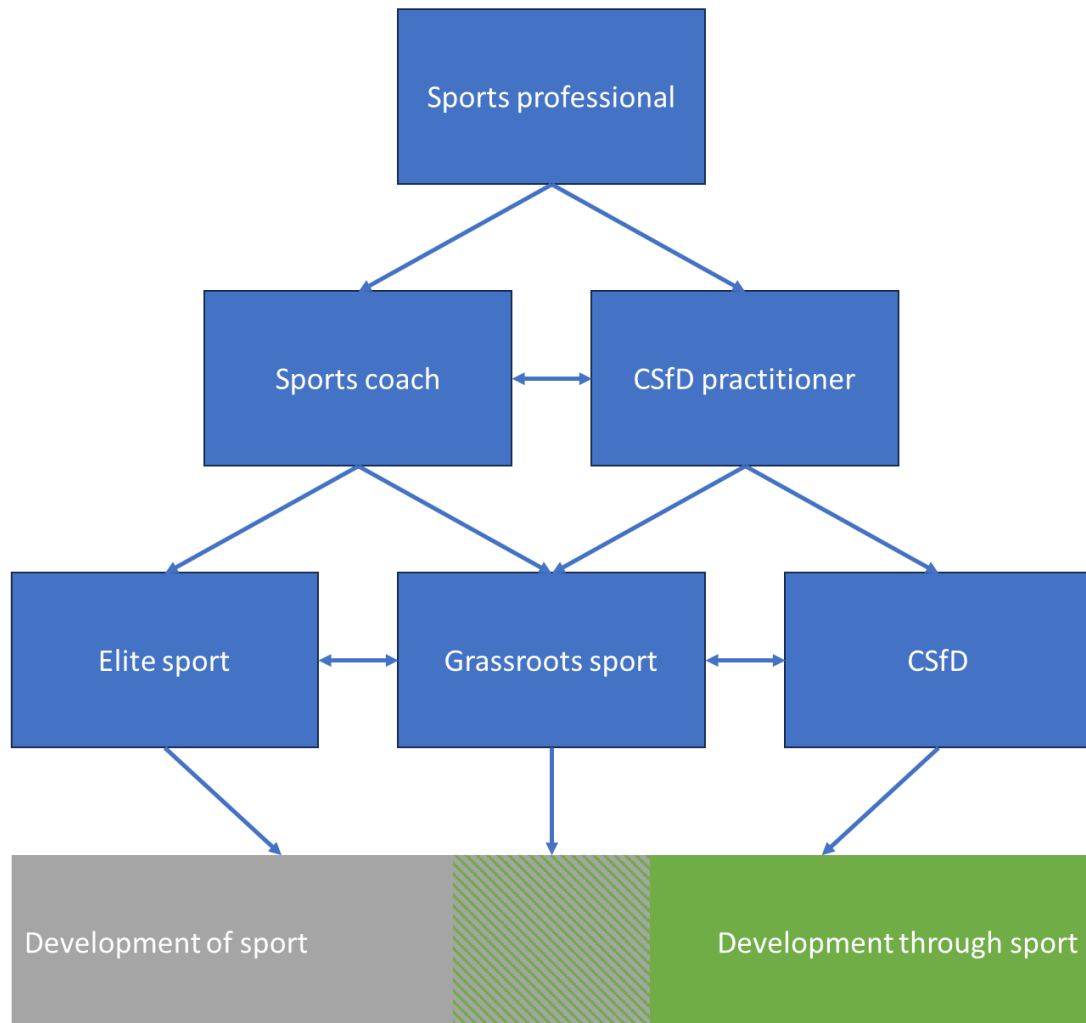 Sports professional
Sports coach
CSfD practitioner
Elite sport
Grassroots sport
CSfD
Development of sport
Development through sport